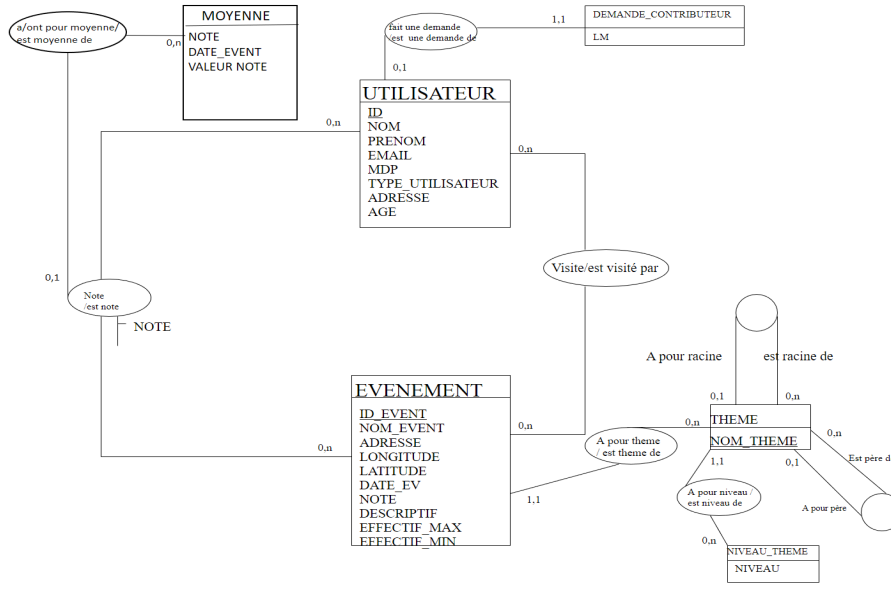 a/ont pour moyenne/
est moyenne de
0,n
MOYENNE
NOTE
DATE_EVENT
VALEUR NOTE
fait une demande
/est une demande de
1,1
DEMANDE_CONTRIBUTEUR
LM
0,1
UTILISATEUR
ID
NOM
PRENOM
EMAIL
MDP
TYPE_UTILISATEUR
ADRESSE
AGE
0,n
0,n
Visite/est visité par
0,1
Note
/est note
NOTE
A pour racine
est racine de
0,1
0,n
EVENEMENT
ID_EVENT
NOM_EVENT
ADRESSE
LONGITUDE
LATITUDE
DATE_EV
NOTE
DESCRIPTIF
EFFECTIF_MAX
EFFECTIF_MIN
0,n
0,n
1,1
A pour theme
/ est theme de
0,n
THEME
NOM_THEME
0,n
Est père d
1,1
0,1
A pour père
A pour niveau /
est niveau de
0,n
NIVEAU_THEME
NIVEAU